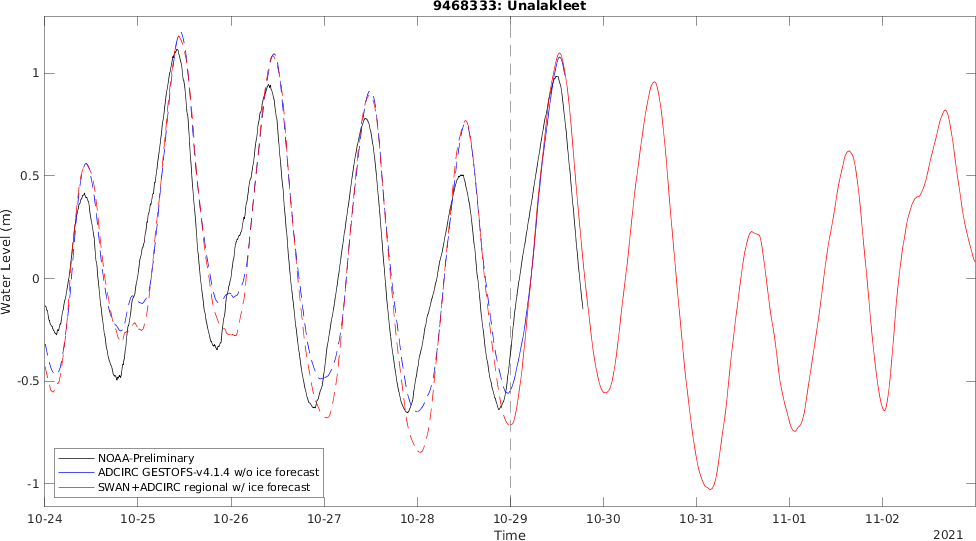 9468333: Unalakleet
Water Level (m)
1
0.5
0
-0.5
-1
NOAA-Preliminary
ADCIRC GESTOFS-v4.1.4 w/o ice forecast
SWAN+ADCIRC regional w/ ice forecast
10-24 10-25 10-26 10-27 10-28 10-29 10-30 10-31 11-01 11-02
Time
2021